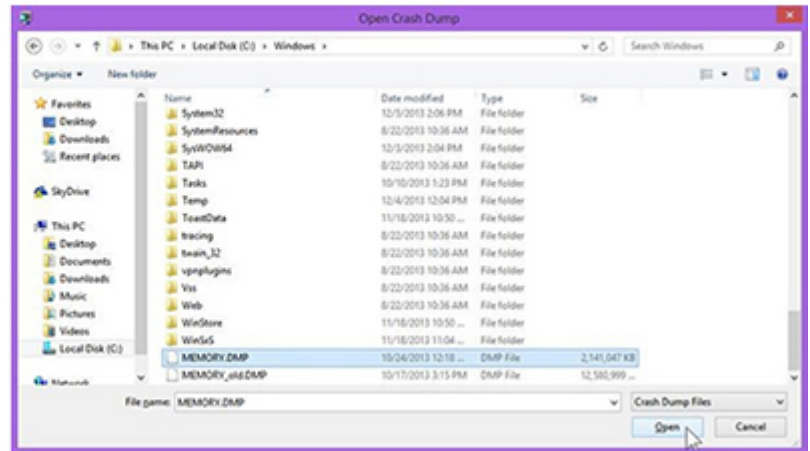 Open Crash Dump
This PC › Local Disk (C:) › Windows ›
Search Windows
Organize New folder
Name Date modified Type Size
Favorites
Desktop
Downloads
Recent places
SkyDrive
This PC
Desktop
Documents
Downloads
Music
Pictures
Videos
Local Disk (C:)
Network
System32 12/5/2013 2:06 PM File folder
SystemResources 8/22/2013 10:36 AM File folder
SysWOW64 12/5/2013 2:04 PM File folder
TAPI 8/22/2013 10:36 AM File folder
Tasks 10/10/2013 1:23 PM File folder
Temp 12/4/2013 12:04 PM File folder
ToastData 11/18/2013 10:50 ... File folder
tracing 8/22/2013 10:36 AM File folder
twain_32 8/22/2013 10:36 AM File folder
vpnplugins 8/22/2013 10:36 AM File folder
Vss 8/22/2013 10:36 AM File folder
Web 8/22/2013 10:36 AM File folder
WinStore 11/18/2013 10:50 ... File folder
WinSxS 11/18/2013 11:04 ... File folder
MEMORY.DMP 10/24/2013 12:18 ... DMP File 2,141,047 KB
MEMORY_old.DMP 10/17/2013 3:15 PM DMP File 12,580,999 ...
File name: MEMORY.DMP
Crash Dump Files
Open Cancel